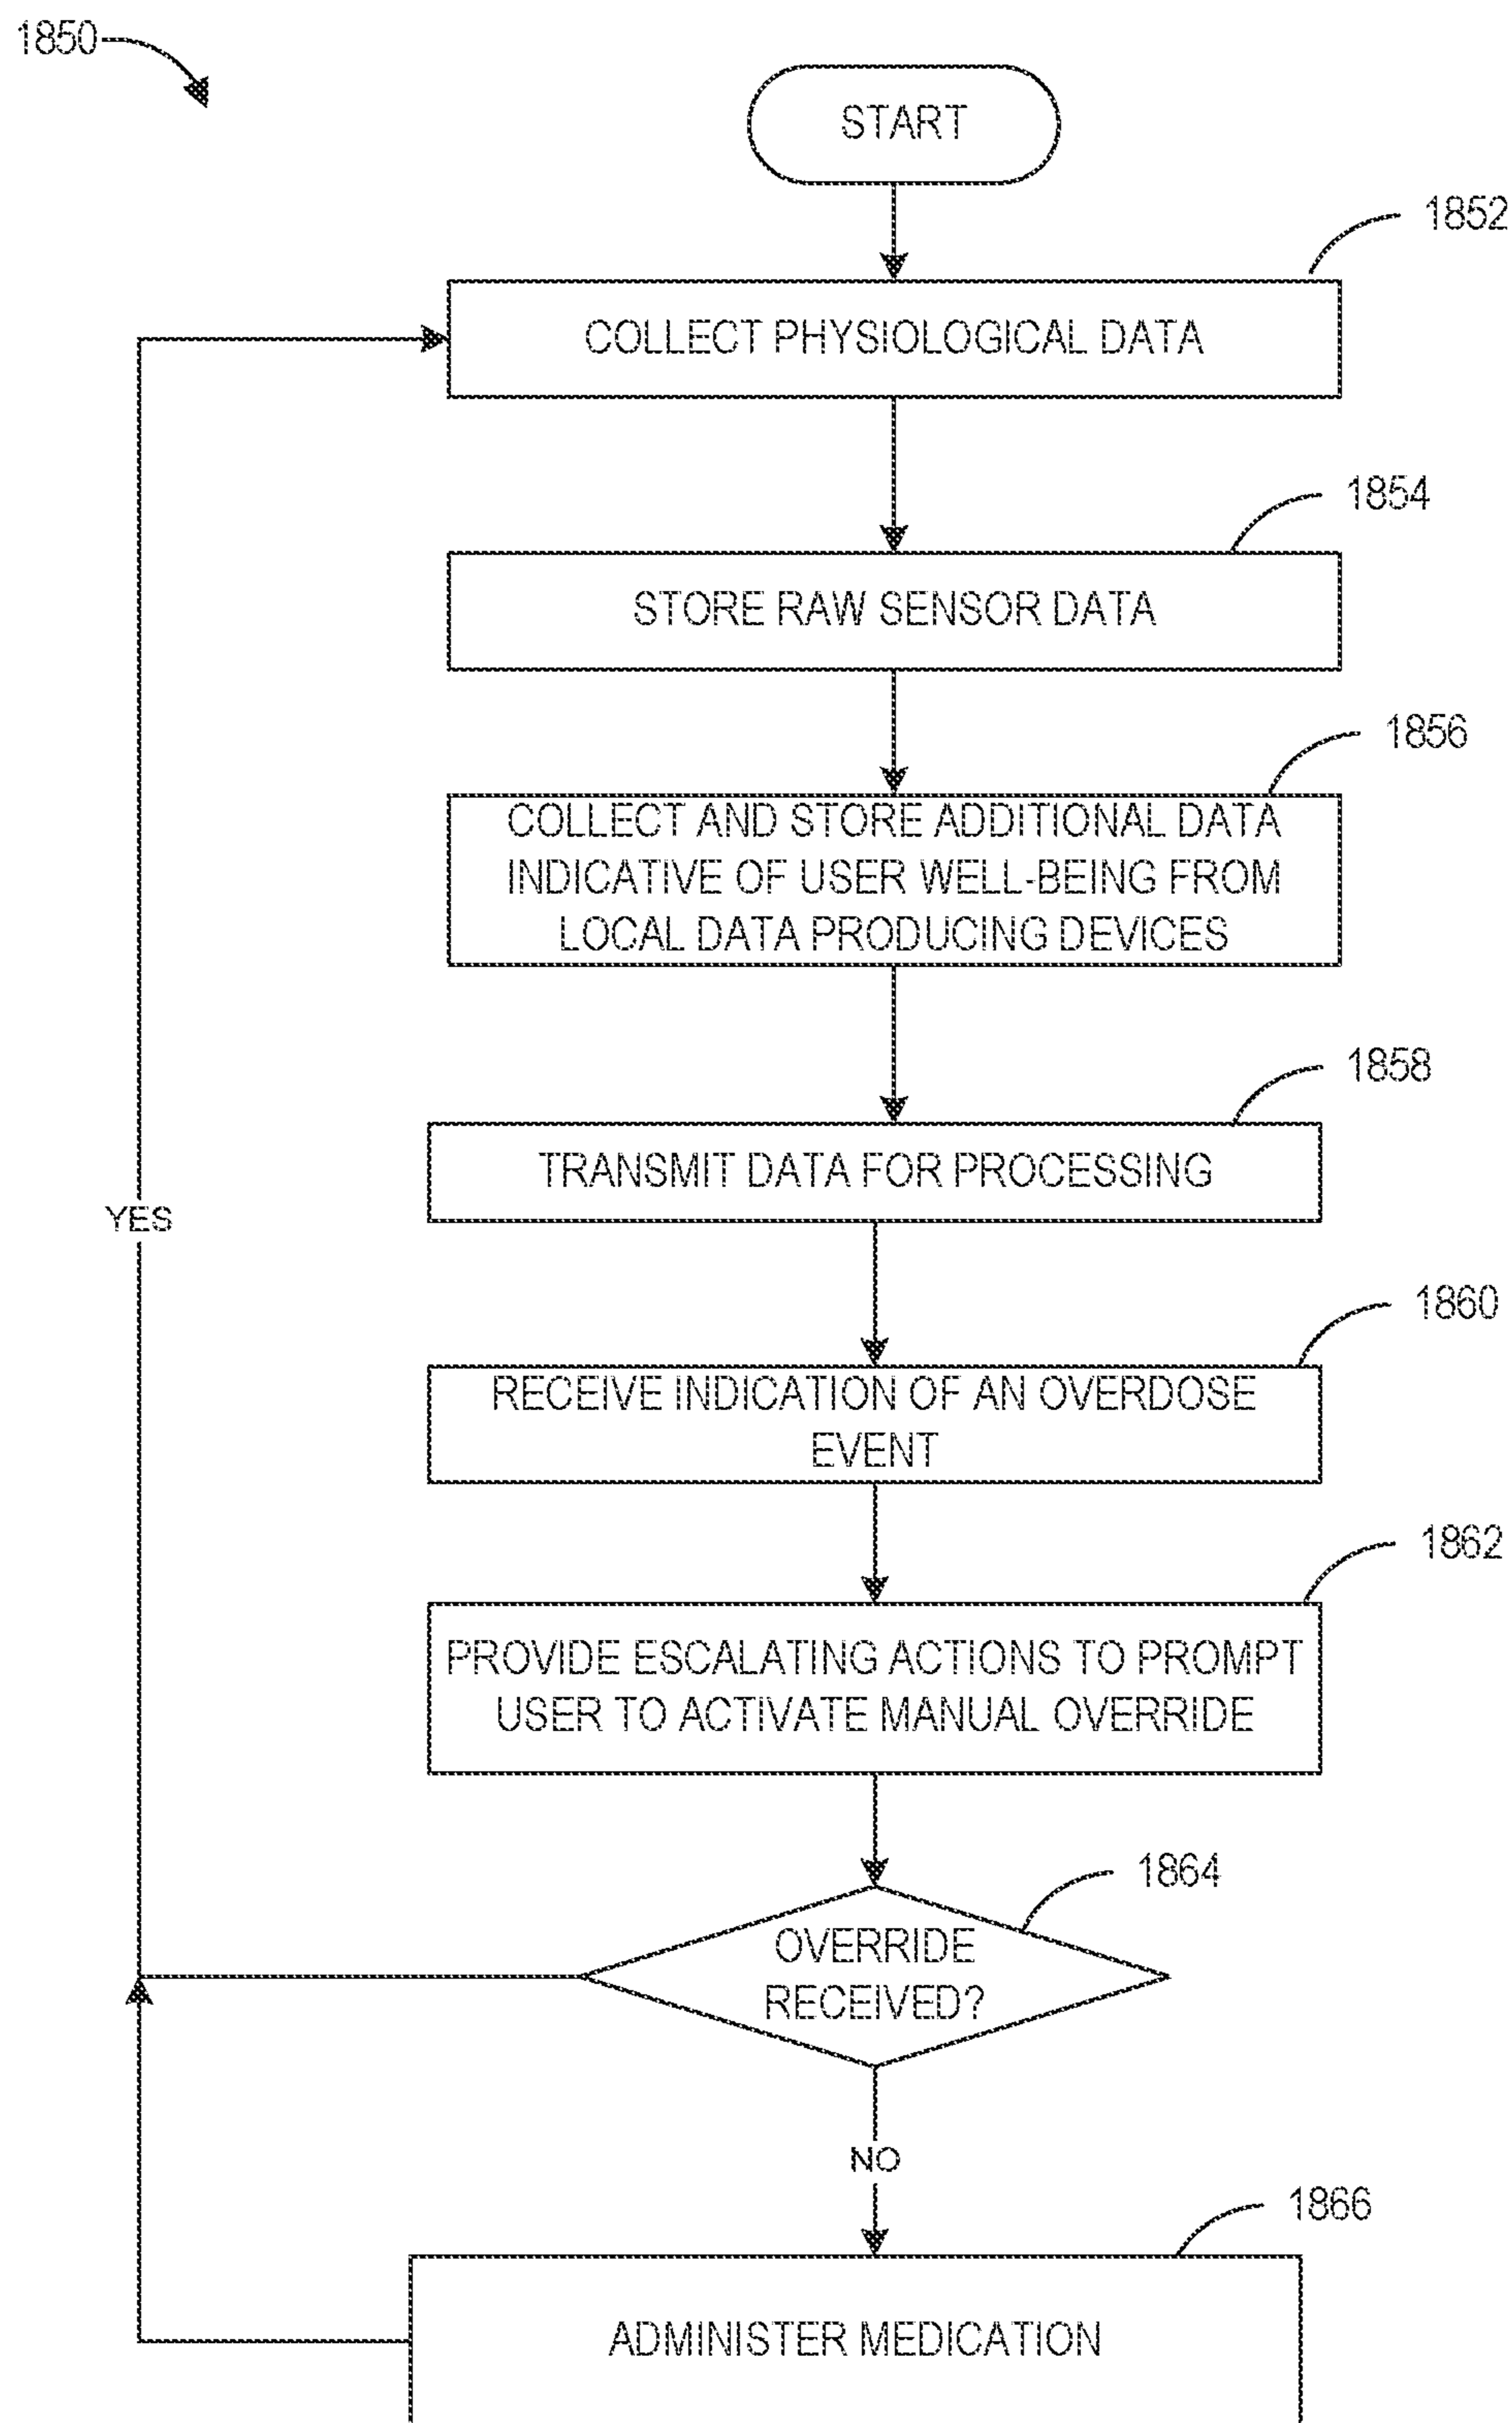 1850
START
1852
COLLECT PHYSIOLOGICAL DATA
1854
STORE RAW SENSOR DATA
1856
COLLECT AND STORE ADDITIONAL DATA
INDICATIVE OF USER WELL-BEING FROM
LOCAL DATA PRODUCING DEVICES
1858
TRANSMIT DATA FOR PROCESSING
YES
1860
RECEIVE INDICATION OF AN OVERDOSE
EVENT
1862
PROVIDE ESCALATING ACTIONS TO PROMPT
USER TO ACTIVATE MANUAL OVERRIDE
1864
OVERRIDE
RECEIVED?
NO
1866
ADMINISTER MEDICATION